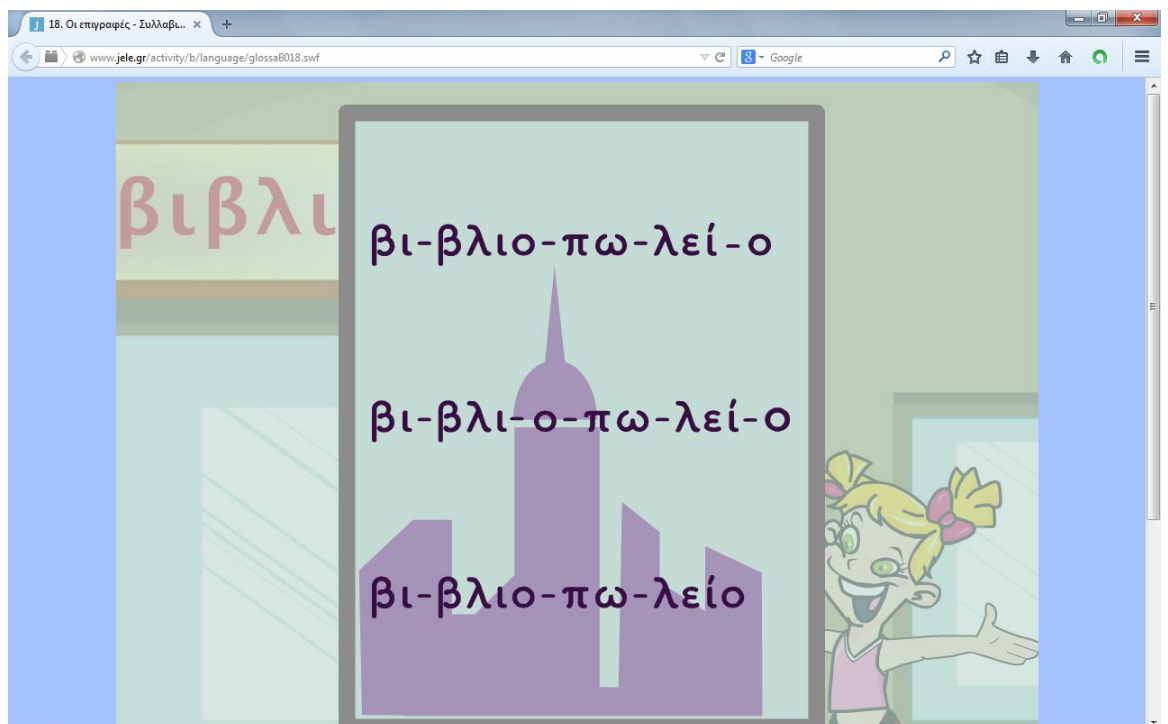 18. Οι επιγραφές - Συλλαβι...
www.jele.gr/activity/b/language/glossaB018.swf
Google
βιβλι
βι-βλιο-πω-λεί-ο
βι-βλι-ο-πω-λεί-ο
βι-βλιο-πω-λείο